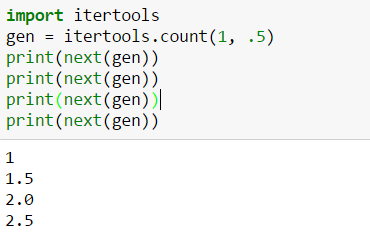 import itertools
gen = itertools.count(1, .5)
print(next(gen))
print(next(gen))
print(next(gen))
print(next(gen))
1
1.5
2.0
2.5